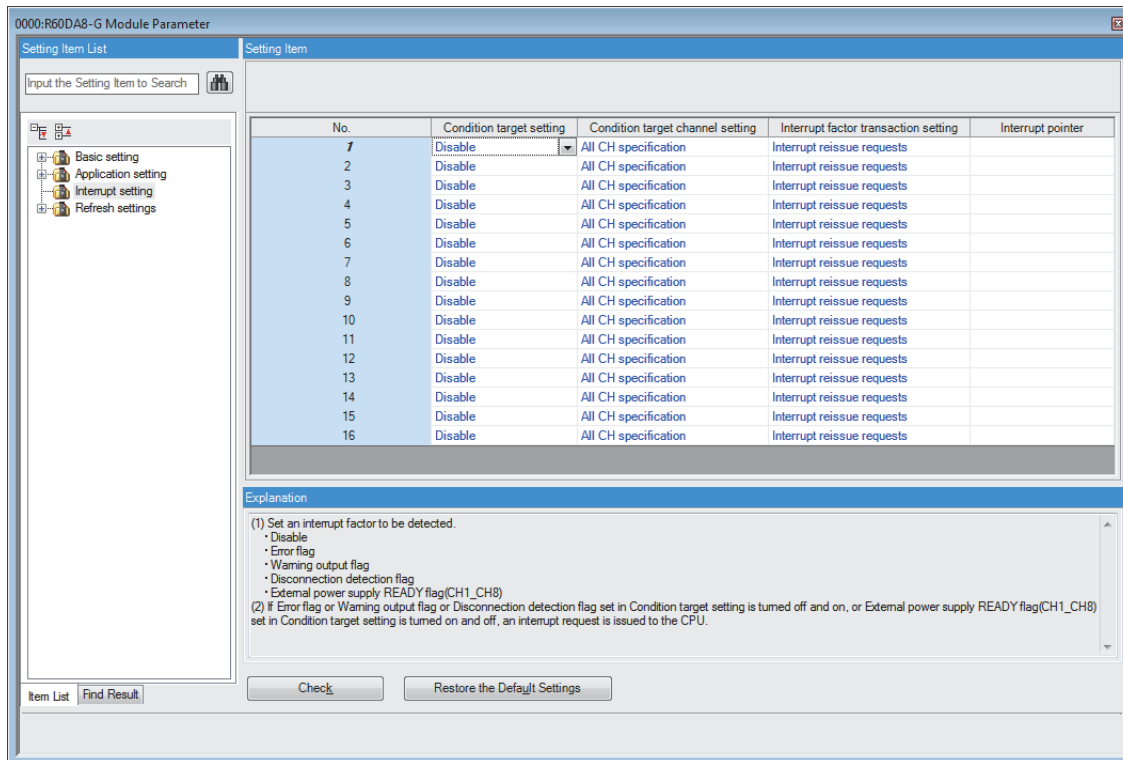 0000:R60DA8-G Module Parameter
Setting Item List
Setting Item
Input the Setting Item to Search
Basic setting
Application setting
Interrupt setting
Refresh settings
No. Condition target setting Condition target channel setting Interrupt factor transaction setting Interrupt pointer
1 Disable All CH specification Interrupt reissue requests
2 Disable All CH specification Interrupt reissue requests
3 Disable All CH specification Interrupt reissue requests
4 Disable All CH specification Interrupt reissue requests
5 Disable All CH specification Interrupt reissue requests
6 Disable All CH specification Interrupt reissue requests
7 Disable All CH specification Interrupt reissue requests
8 Disable All CH specification Interrupt reissue requests
9 Disable All CH specification Interrupt reissue requests
10 Disable All CH specification Interrupt reissue requests
11 Disable All CH specification Interrupt reissue requests
12 Disable All CH specification Interrupt reissue requests
13 Disable All CH specification Interrupt reissue requests
14 Disable All CH specification Interrupt reissue requests
15 Disable All CH specification Interrupt reissue requests
16 Disable All CH specification Interrupt reissue requests
Explanation
(1) Set an interrupt factor to be detected.
・Disable
・Error flag
・Warning output flag
・Disconnection detection flag
・External power supply READY flag(CH1_CH8)
(2) If Error flag or Warning output flag or Disconnection detection flag set in Condition target setting is turned off and on, or External power supply READY flag(CH1_CH8)
set in Condition target setting is turned on and off, an interrupt request is issued to the CPU.
Item List Find Result
Check Restore the Default Settings